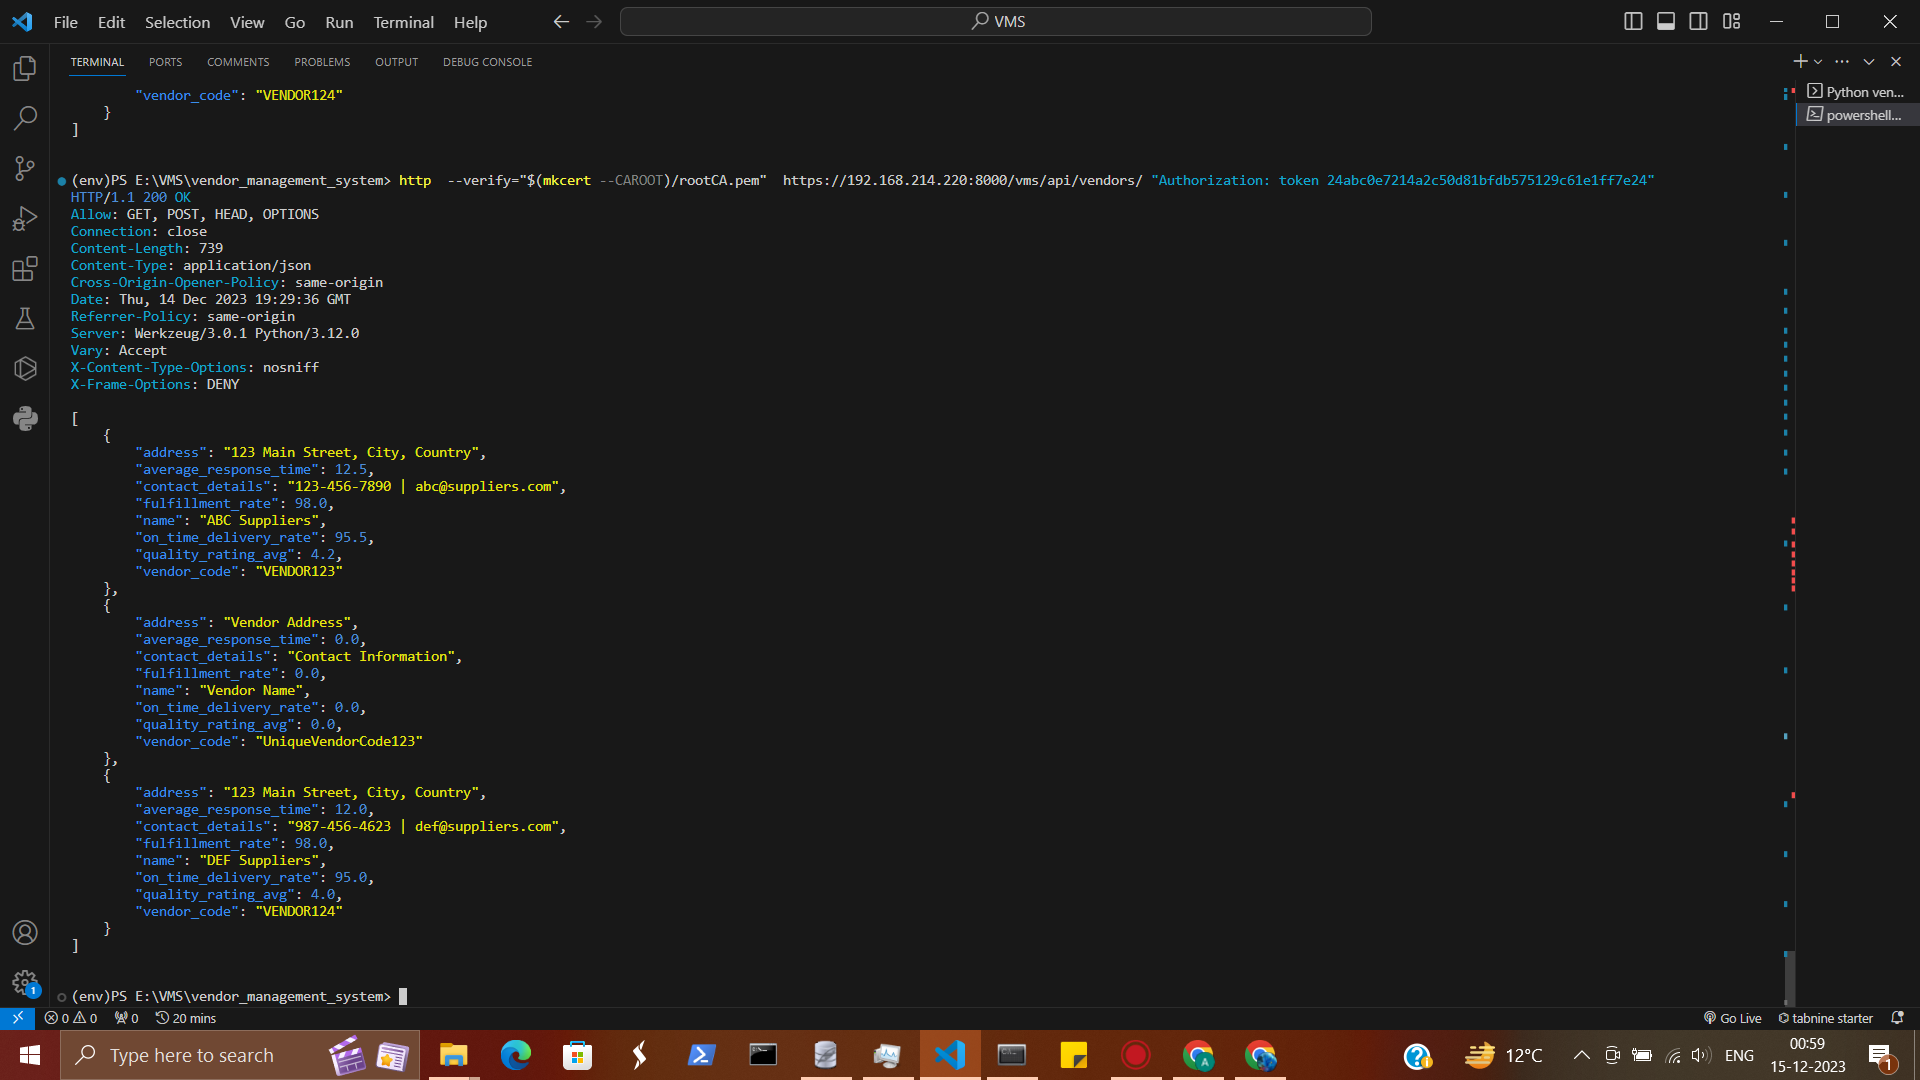 File Edit Selection View Go Run Terminal Help
VMS
TERMINAL PORTS COMMENTS PROBLEMS OUTPUT DEBUG CONSOLE
Python ven...
powershell...
"vendor_code": "VENDOR124"
}
]
(env)PS E:\VMS\vendor_management_system> http  --verify="$(mkcert --CAROOT)/rootCA.pem"  https://192.168.214.220:8000/vms/api/vendors/ "Authorization: token 24abc0e7214a2c50d81bfdb575129c61e1ff7e24"
HTTP/1.1 200 OK
Allow: GET, POST, HEAD, OPTIONS
Connection: close
Content-Length: 739
Content-Type: application/json
Cross-Origin-Opener-Policy: same-origin
Date: Thu, 14 Dec 2023 19:29:36 GMT
Referrer-Policy: same-origin
Server: Werkzeug/3.0.1 Python/3.12.0
Vary: Accept
X-Content-Type-Options: nosniff
X-Frame-Options: DENY
[
{
"address": "123 Main Street, City, Country",
"average_response_time": 12.5,
"contact_details": "123-456-7890 | abc@suppliers.com",
"fulfillment_rate": 98.0,
"name": "ABC Suppliers",
"on_time_delivery_rate": 95.5,
"quality_rating_avg": 4.2,
"vendor_code": "VENDOR123"
},
{
"address": "Vendor Address",
"average_response_time": 0.0,
"contact_details": "Contact Information",
"fulfillment_rate": 0.0,
"name": "Vendor Name",
"on_time_delivery_rate": 0.0,
"quality_rating_avg": 0.0,
"vendor_code": "UniqueVendorCode123"
},
{
"address": "123 Main Street, City, Country",
"average_response_time": 12.0,
"contact_details": "987-456-4623 | def@suppliers.com",
"fulfillment_rate": 98.0,
"name": "DEF Suppliers",
"on_time_delivery_rate": 95.0,
"quality_rating_avg": 4.0,
"vendor_code": "VENDOR124"
}
]
(env)PS E:\VMS\vendor_management_system>
1
0 0 0 20 mins
Go Live tabnine starter
Type here to search
12°C
ENG
00:59
15-12-2023
1